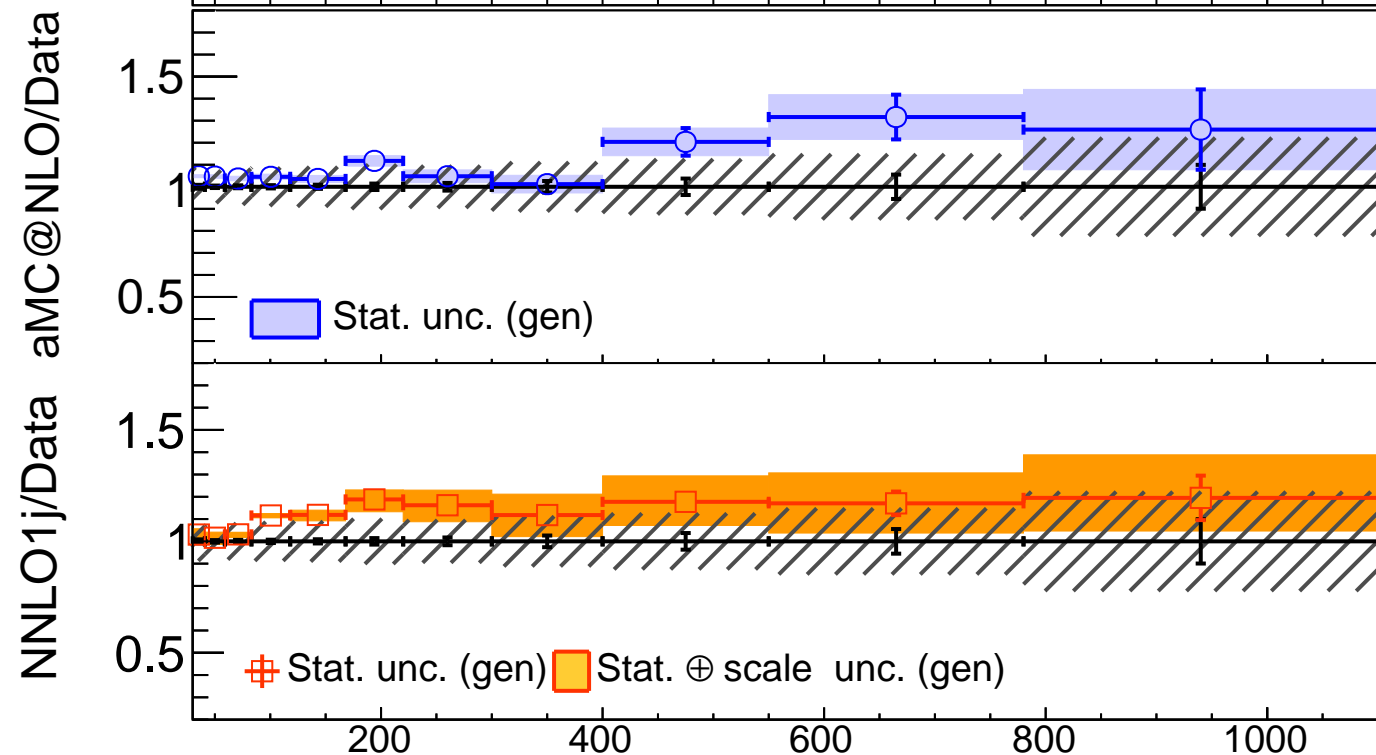 aMC@NLO/Data
1.5
1
0.5
Stat. unc. (gen)
NNLO1j/Data
1.5
1
0.5
Stat. unc. (gen) Stat. ⊕ scale unc. (gen)
200 400 600 800 1000